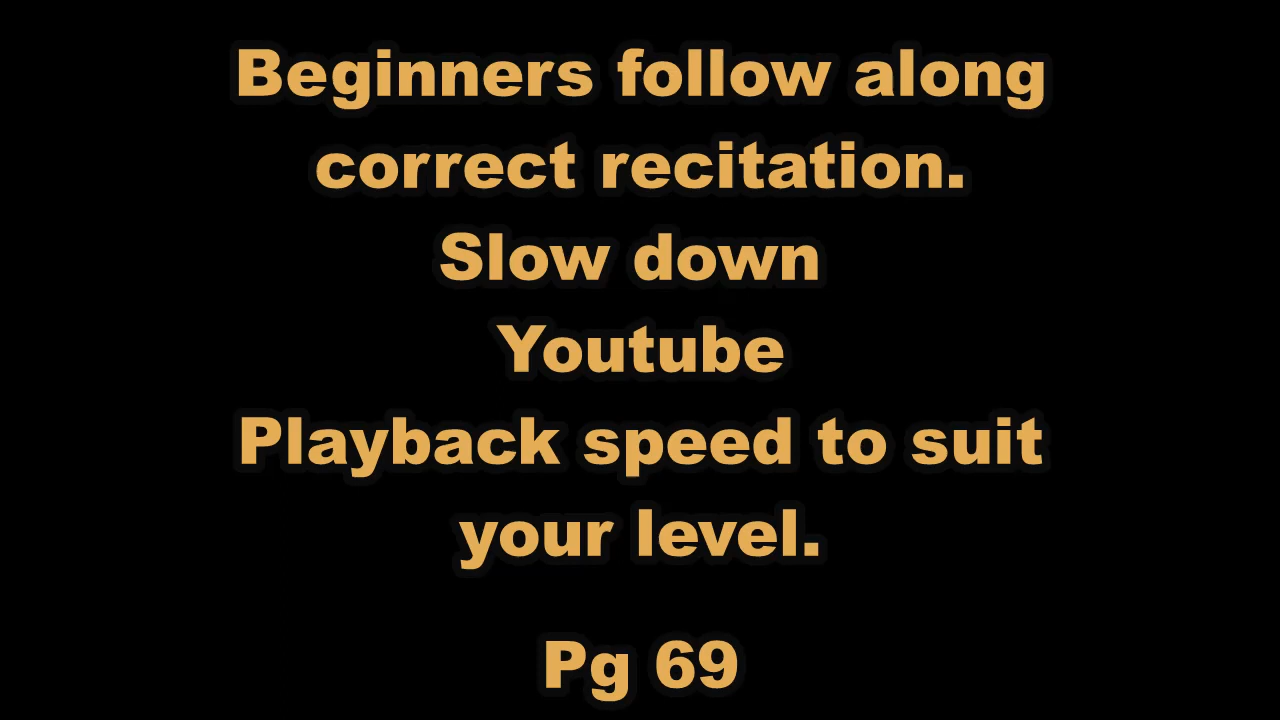 Beginners follow along
correct recitation.
Slow down
Youtube
Playback speed to suit
your level.
Pg 69